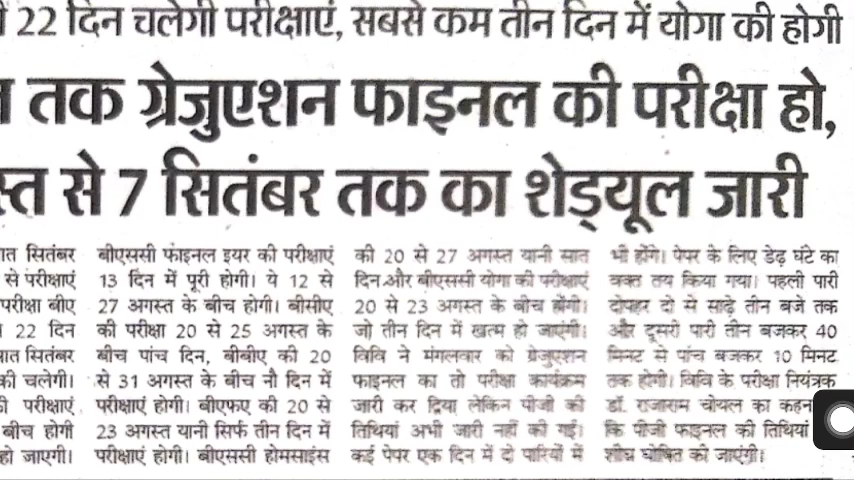 22 दिन चलेगी परीक्षाएं, सबसे कम तीन दिन में योगा की होगी
तक ग्रेजुएशन फाइनल की परीक्षा हो,
स्त से 7 सितंबर तक का शेड्यूल जारी
ात सितंबर
से परीक्षाएं
परीक्षा बीए
22 दिन
ात सितंबर
की चलेगी।
परीक्षाएं
बीच होगी
हो जाएगी।
बीएससी फाइनल इयर की परीक्षाएं
13 दिन में पूरी होगी। ये 12 से
27 अगस्त के बीच होगी। बीसीए
की परीक्षा 20 से 25 अगस्त के
बीच पांच दिन, बीबीए की 20
से 31 अगस्त के बीच नौ दिन में
परीक्षाएं होगी। बीएफए की 20 से
23 अगस्त यानी सिर्फ तीन दिन में
परीक्षाएं होगी। बीएससी होमसाइंस
की 20 से 27 अगस्त यानी सात
दिन और बीएससी योगा की परीक्षाएं
20 से 23 अगस्त के बीच होंगी।
जो तीन दिन में खत्म हो जाएंगी।
विवि ने मंगलवार को ग्रेजुएशन
फाइनल का तो परीक्षा कार्यक्रम
जारी कर दिया लेकिन पीजी की
तिथियां अभी जारी नहीं की गई।
कई पेपर एक दिन में दो पारियों में
भी होंगे। पेपर के लिए डेढ़ घंटे का
वक्त तय किया गया। पहली पारी
दोपहर दो से साढ़े तीन बजे तक
और दूसरी पारी तीन बजकर 40
मिनट से पांच बजकर 10 मिनट
तक होगी। विवि के परीक्षा नियंत्रक
डॉ. राजाराम चोयल का कहन
कि पीजी फाइनल की तिथियां
शीघ्र घोषित की जाएंगी।